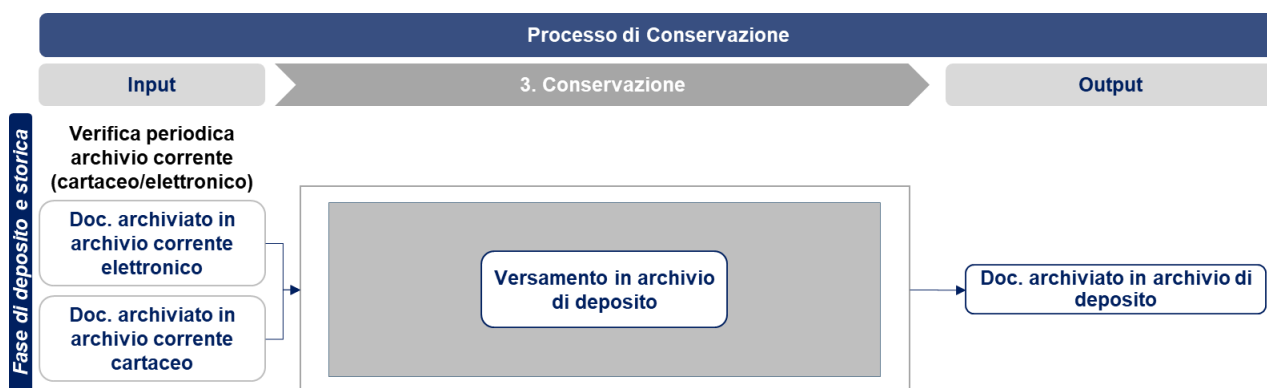 Processo di Conservazione
Input
3. Conservazione
Output
Fase di deposito e storica
Verifica periodica
archivio corrente
(cartaceo/elettronico)
Doc. archiviato in
archivio corrente
elettronico
Doc. archiviato in
archivio corrente
cartaceo
Versamento in archivio
di deposito
Doc. archiviato in archivio di
deposito